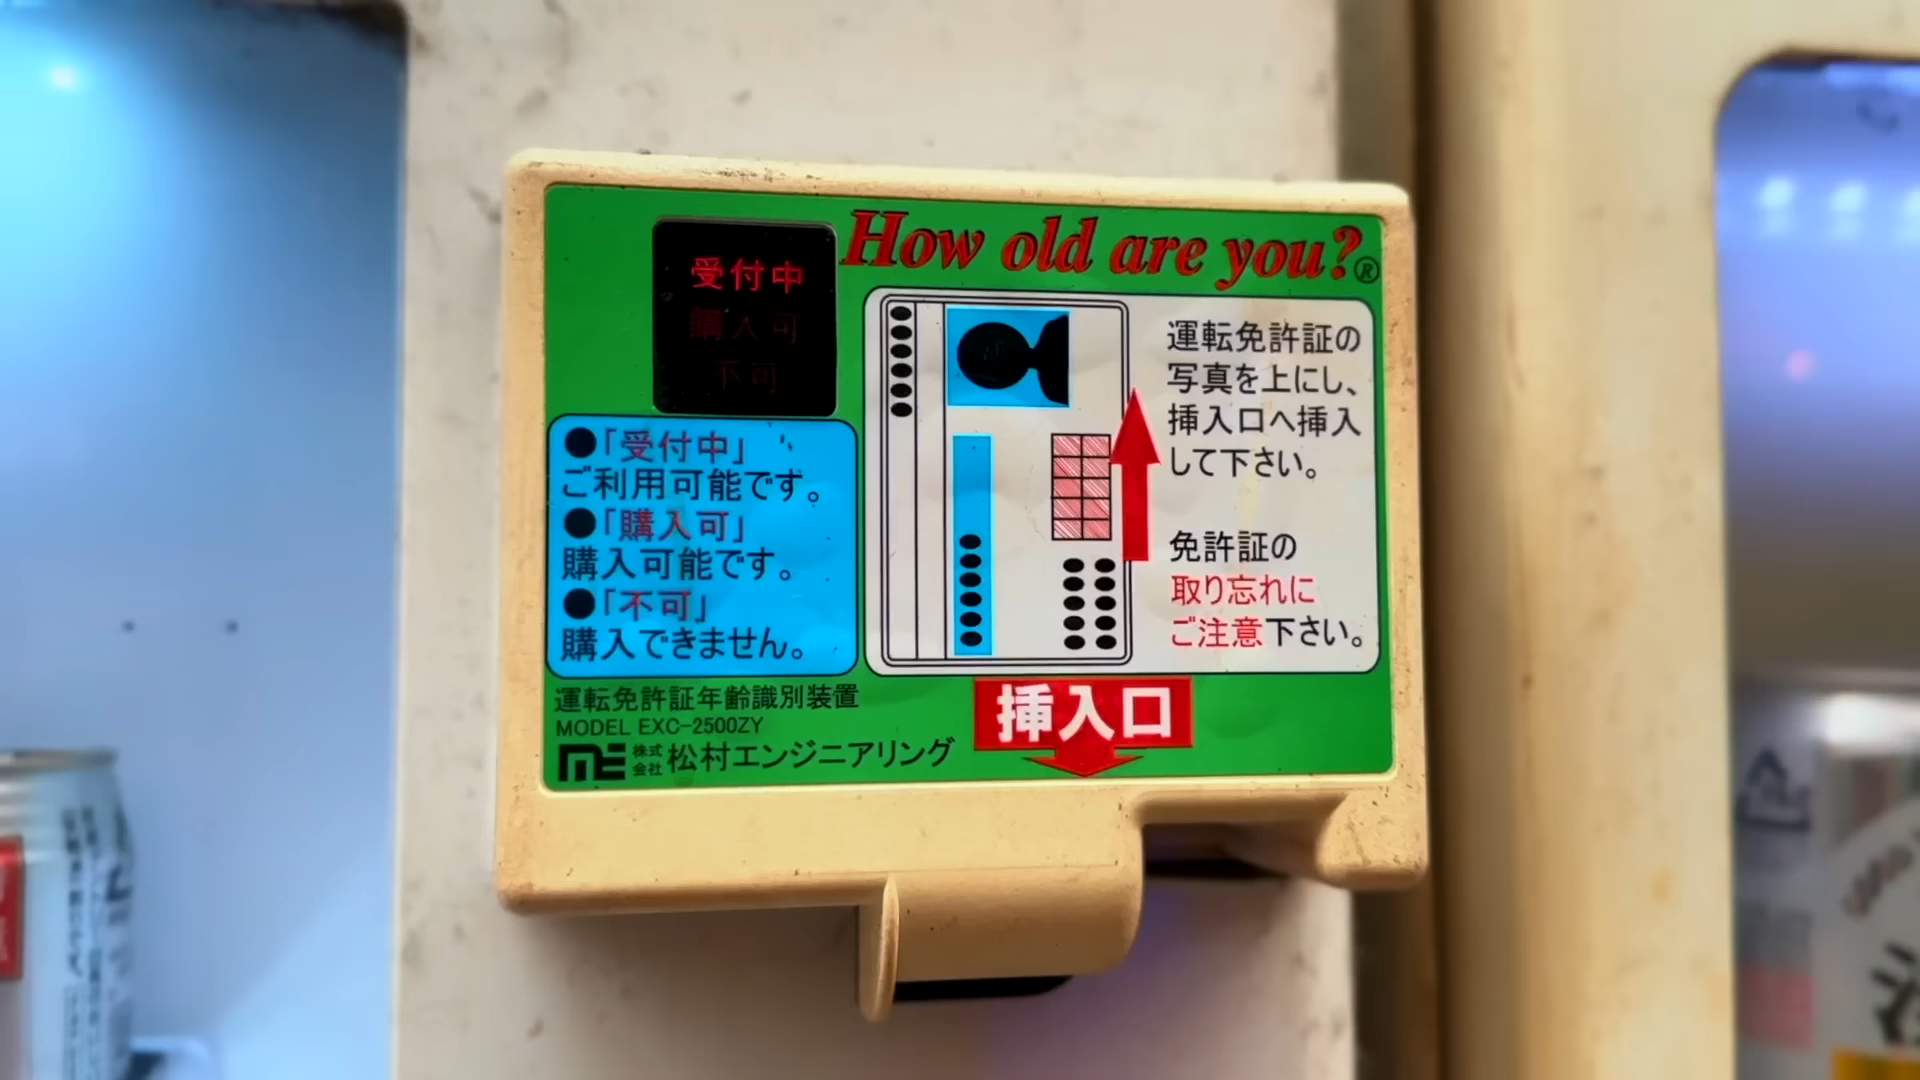 How old are you?®
受付中
購入可
不可
●「受付中」
ご利用可能です。
●「購入可」
購入可能です。
●「不可」
購入できません。
運転免許証の
写真を上にし、
挿入口へ挿入
して下さい。
免許証の
取り忘れに
ご注意下さい。
挿入口
運転免許証年齢識別装置
MODEL EXC-2500ZY
ME 株式会社 松村エンジニアリング